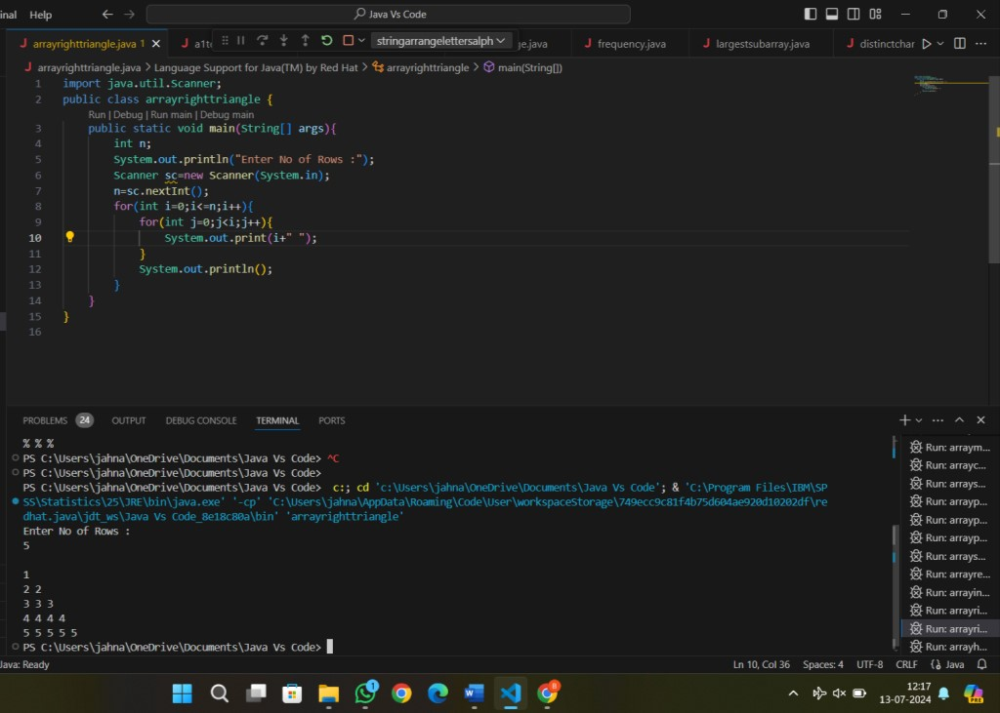 inal Help
Java Vs Code
arrayrighttriangle.java 1
stringarrangelettersalph
ge.java
frequency.java
largestsubarray.java
distinctchar
arrayrighttriangle.java > Language Support for Java(TM) by Red Hat > arrayrighttriangle > main(String[])
1 import java.util.Scanner;
2 public class arrayrighttriangle {
Run | Debug | Run main | Debug main
3 public static void main(String[] args){
4 int n;
5 System.out.println("Enter No of Rows :");
6 Scanner sc=new Scanner(System.in);
7 n=sc.nextInt();
8 for(int i=0;i<=n;i++){
9 for(int j=0;j<i;j++){
10 System.out.print(i+" ");
11 }
12 System.out.println();
13 }
14 }
15 }
16
PROBLEMS 24 OUTPUT DEBUG CONSOLE TERMINAL PORTS
% % %
PS C:\Users\jahna\OneDrive\Documents\Java Vs Code> ^C
PS C:\Users\jahna\OneDrive\Documents\Java Vs Code>
PS C:\Users\jahna\OneDrive\Documents\Java Vs Code> c:; cd 'c:\Users\jahna\OneDrive\Documents\Java Vs Code'; & 'C:\Program Files\IBM\SP
SS\Statistics\25\JRE\bin\java.exe' '-cp' 'C:\Users\jahna\AppData\Roaming\Code\User\workspaceStorage\749ecc9c81f4b75d604ae920d10202df\re
dhat.java\jdt_ws\Java Vs Code_8e18c80a\bin' 'arrayrighttriangle'
Enter No of Rows :
5
1
2 2
3 3 3
4 4 4 4
5 5 5 5 5
PS C:\Users\jahna\OneDrive\Documents\Java Vs Code>
Run: arraym...
Run: arrayc...
Run: arrays...
Run: arrayp...
Run: arrayp...
Run: arrayp...
Run: arrays...
Run: arrayre...
Run: arrayin...
Run: arrayri...
Run: arrayri...
Run: arrayh...
Java: Ready
Ln 10, Col 36 Spaces: 4 UTF-8 CRLF {} Java
1
8
12:17
13-07-2024
PRE